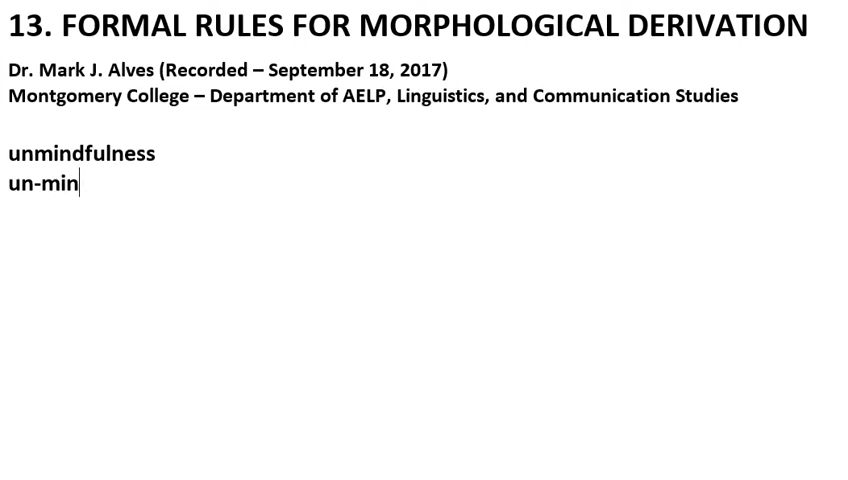 13. FORMAL RULES FOR MORPHOLOGICAL DERIVATION
Dr. Mark J. Alves (Recorded – September 18, 2017)
Montgomery College – Department of AELP, Linguistics, and Communication Studies
unmindfulness
un-min